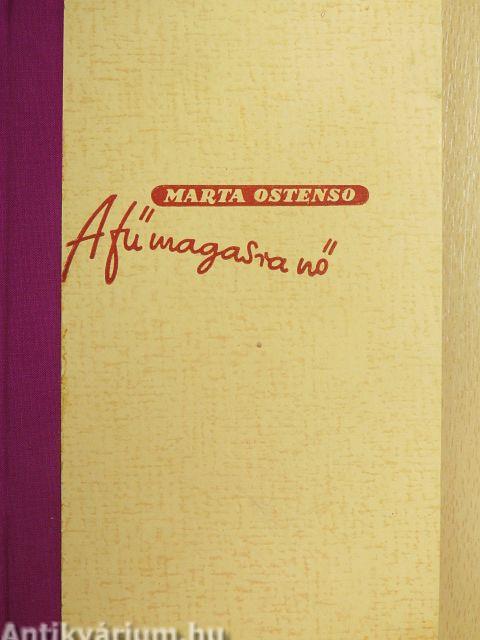 MARTA OSTENSO
A fű magasra nő
Antikvárium.hu